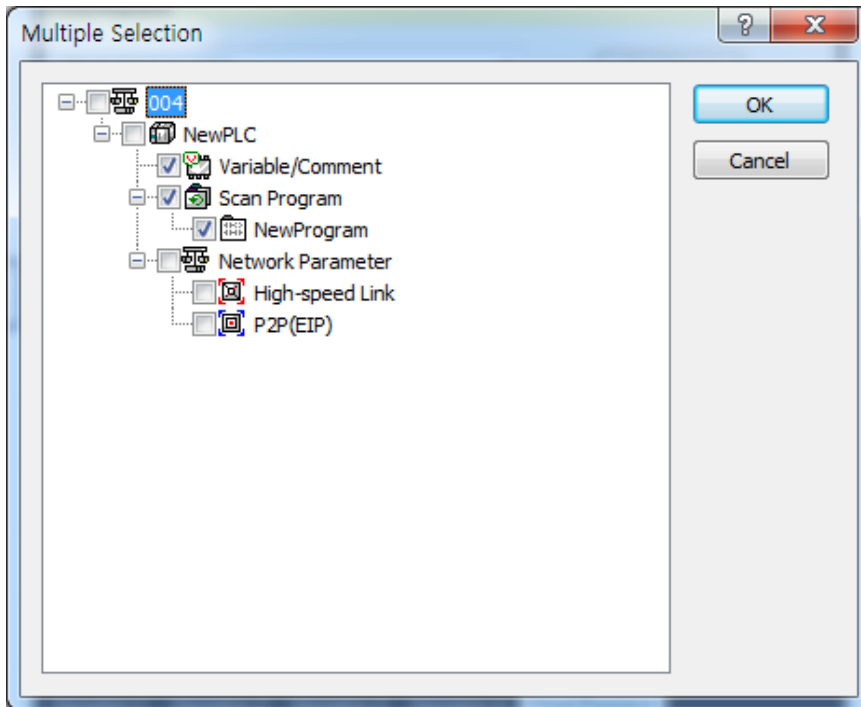 Multiple Selection
004
OK
NewPLC
Variable/Comment
Cancel
Scan Program
NewProgram
Network Parameter
High-speed Link
P2P(EIP)